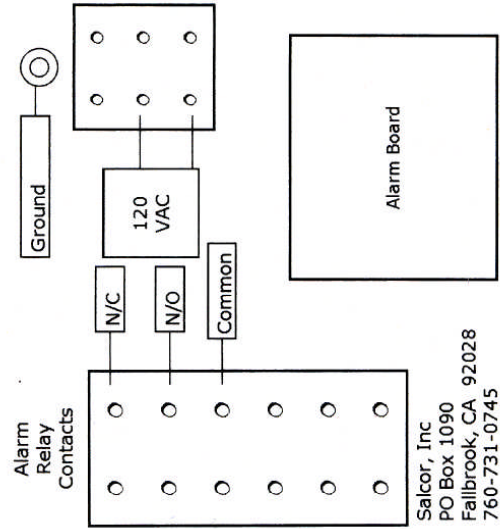 Alarm
Relay
Contacts
N/C
N/O
Common
Ground
120
VAC
Alarm Board
Salcor, Inc
PO Box 1090
Fallbrook, CA 92028
760-731-0745